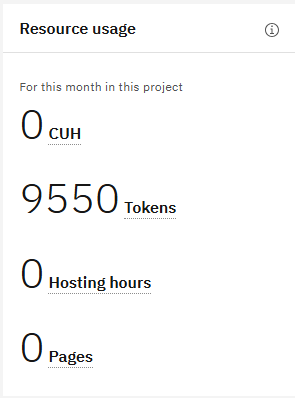 Resource usage
For this month in this project
0 CUH
9550 Tokens
0 Hosting hours
0 Pages